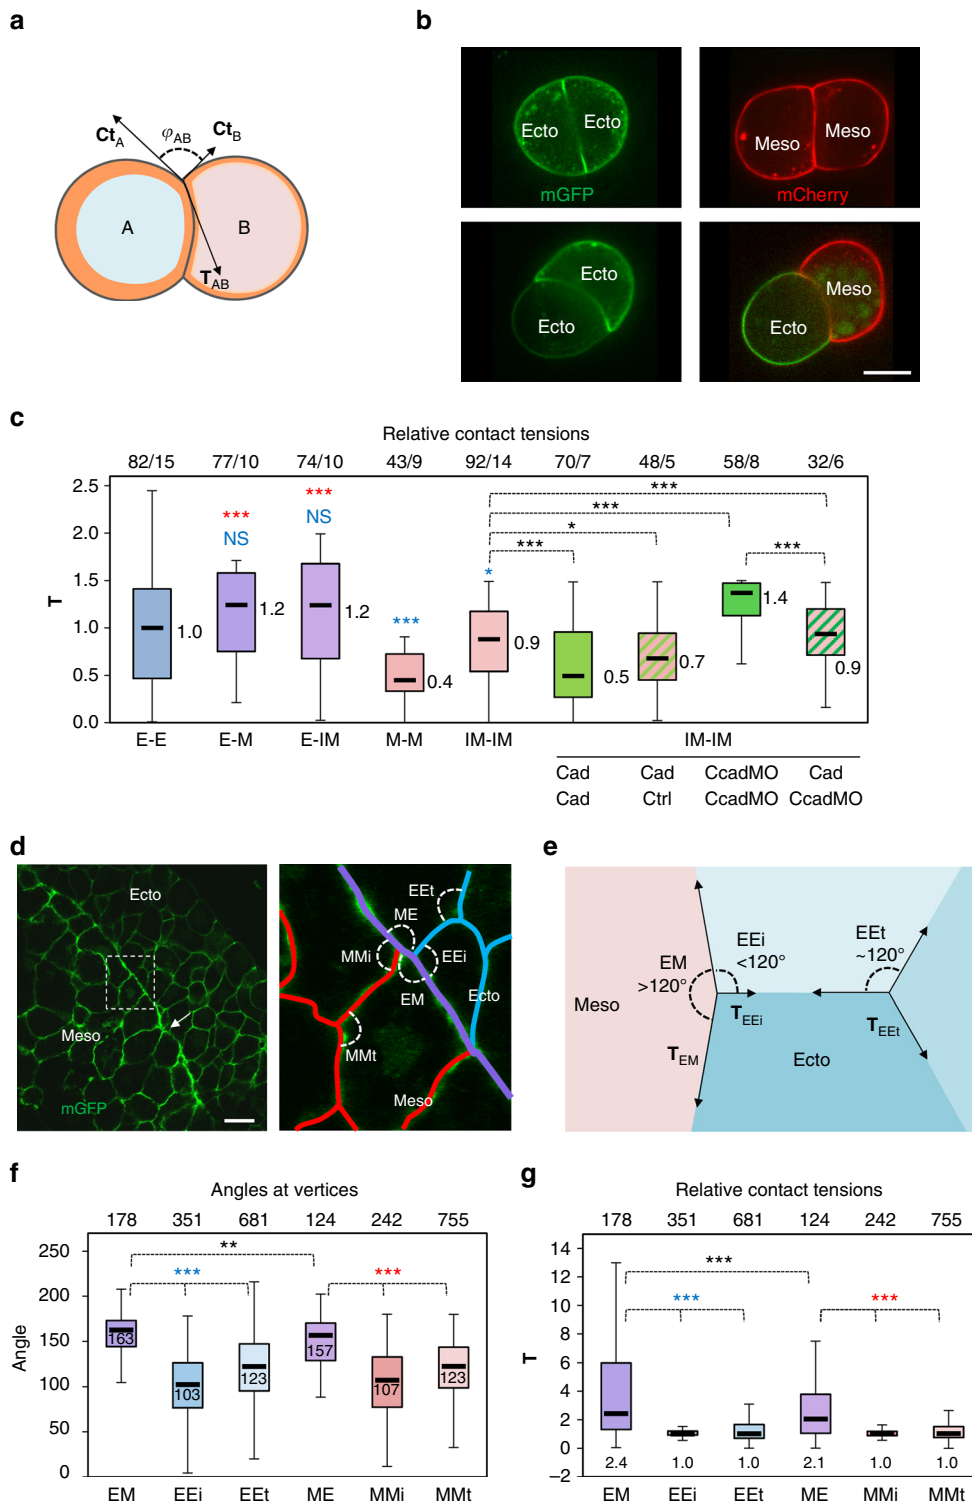 a
Ct_A
φ_AB
Ct_B
A
B
T_AB
b
Ecto
Ecto
mGFP
Meso
Meso
mCherry
Ecto
Ecto
Meso
Ecto
c
Relative contact tensions
82/15 77/10 74/10 43/9 92/14 70/7 48/5 58/8 32/6
T
2.5
2.0
1.5
1.0
0.5
0.0
***
NS
***
NS
***
*
***
*
***
***
***
1.0
1.2
1.2
0.4
0.9
0.5
0.7
1.4
0.9
E-E E-M E-IM M-M IM-IM IM-IM
Cad Cad CcadMO Cad
Cad Ctrl CcadMO CcadMO
d
Ecto
Meso
mGFP
EEt
ME
MMi
EEi
EM
Ecto
MMt
Meso
e
Meso
EM
>120°
EEi
<120°
EEt
~120°
T_EEi
T_EEt
T_EM
Ecto
f
Angles at vertices
178 351 681 124 242 755
Angle
250
200
150
100
50
0
**
***
***
163
103
123
157
107
123
EM EEi EEt ME MMi MMt
g
Relative contact tensions
178 351 681 124 242 755
T
14
12
10
8
6
4
2
0
−2
***
***
***
2.4 1.0 1.0 2.1 1.0 1.0
EM EEi EEt ME MMi MMt